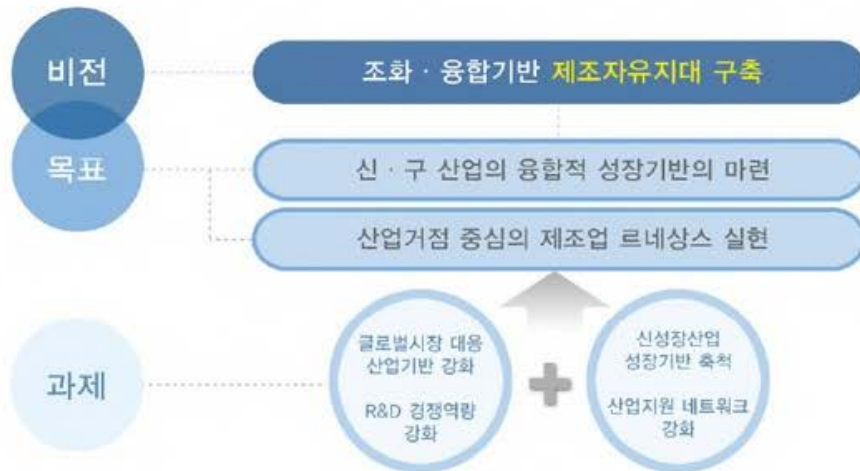 비전
조화 · 융합기반 제조자유지대 구축
목표
신 · 구 산업의 융합적 성장기반의 마련
산업거점 중심의 제조업 르네상스 실현
과제
글로벌시장 대응
산업기반 강화
R&D 경쟁역량
강화
신성장산업
성장기반 축척
산업지원 네트워크
강화